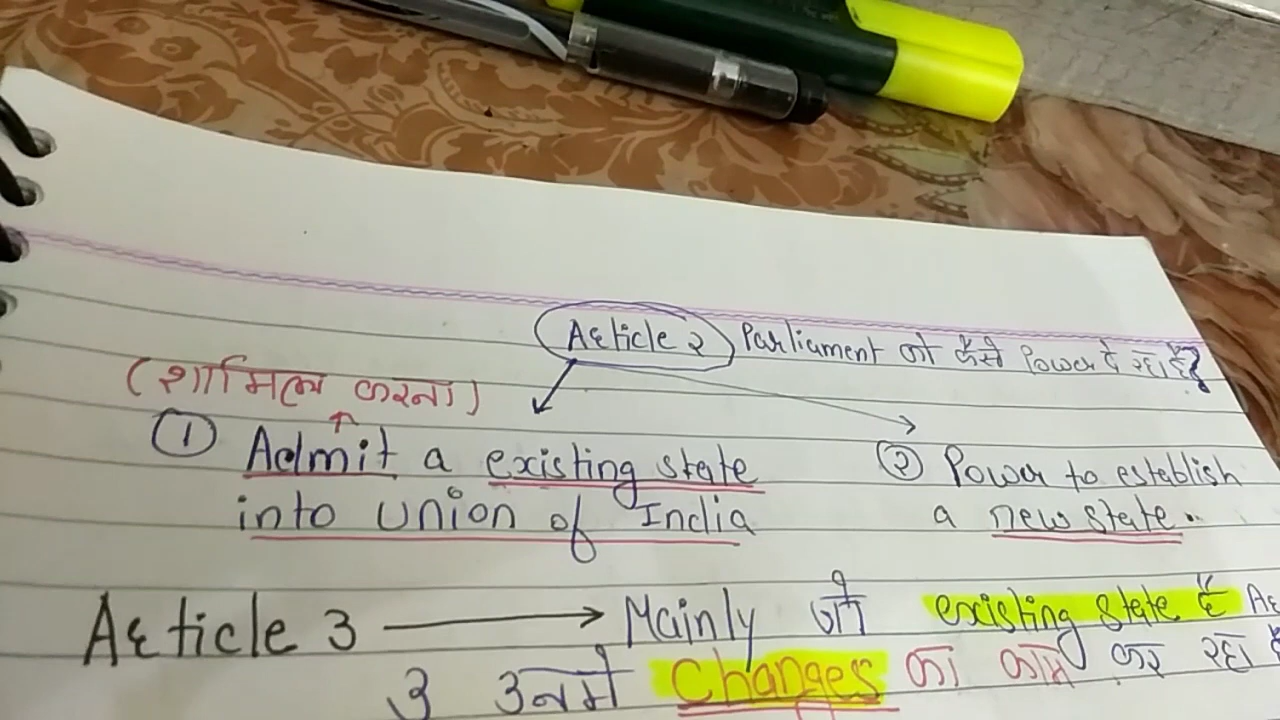 Article 2 Parliament को कैसे Power दे रहा है?
(शामिल करना)
① Admit a existing state
into union of India
② Power to establish
a new state.
Article 3 → Mainly जो existing state है
3 उनमें Changes का काम कर रहा है